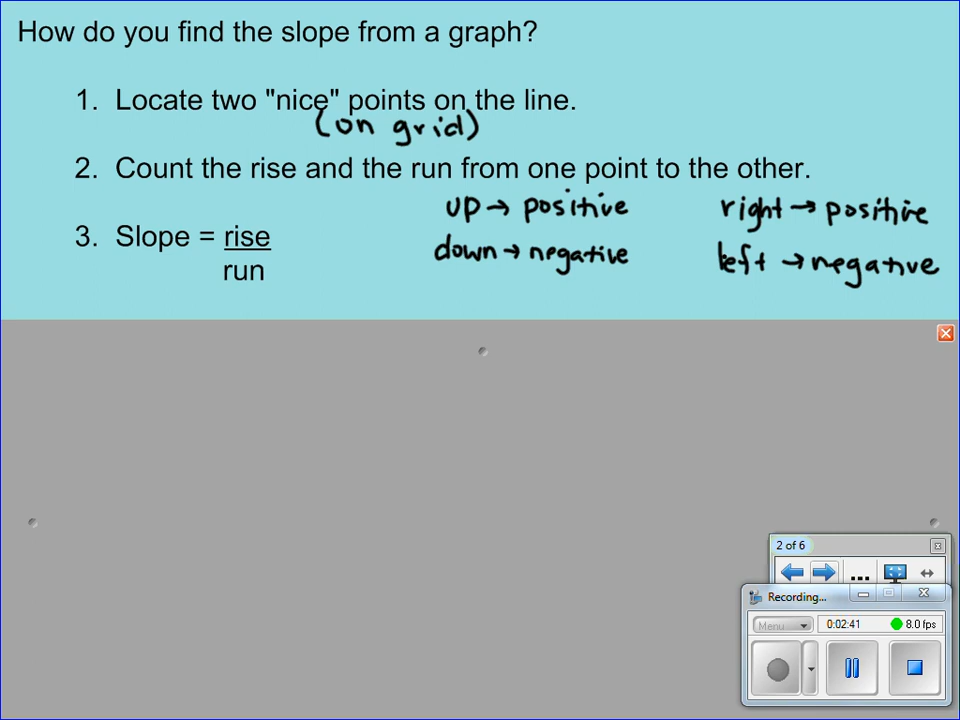 How do you find the slope from a graph?
1. Locate two "nice" points on the line.
(on grid)
2. Count the rise and the run from one point to the other.
up → positive
right → positive
3. Slope = rise
down → negative
left → negative
run
2 of 6
...
Recording...
Menu
0:02:41
8.0 fps